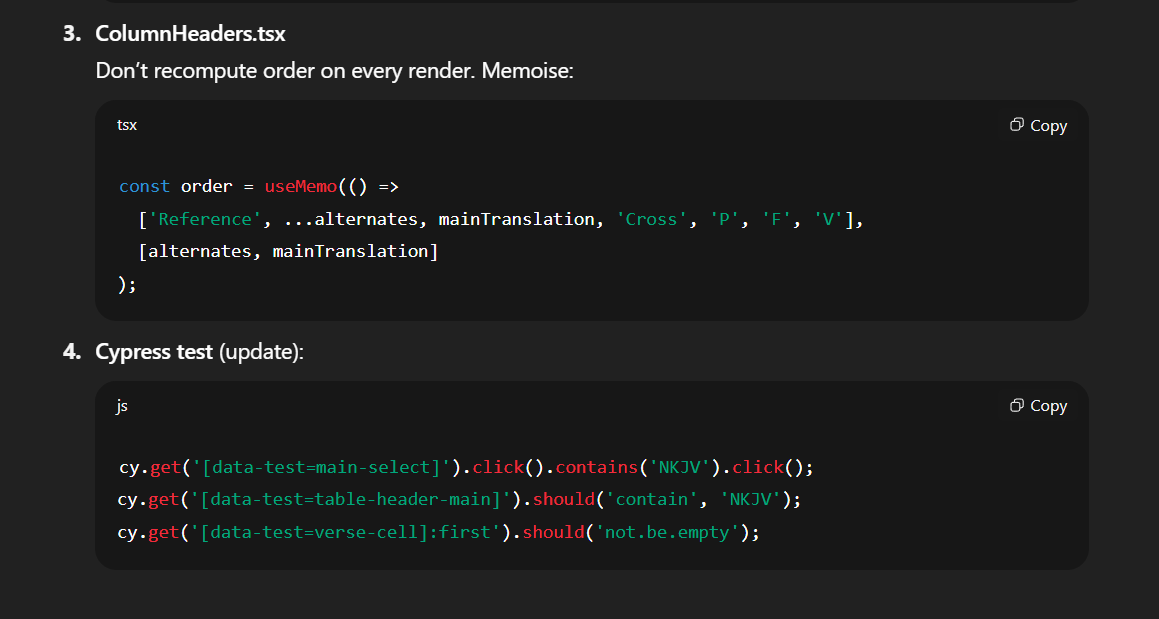 3. ColumnHeaders.tsx
Don’t recompute order on every render. Memoise:
tsx
Copy
const order = useMemo(() =>
  ['Reference', ...alternates, mainTranslation, 'Cross', 'P', 'F', 'V'],
  [alternates, mainTranslation]
);
4. Cypress test (update):
js
Copy
cy.get('[data-test=main-select]').click().contains('NKJV').click();
cy.get('[data-test=table-header-main]').should('contain', 'NKJV');
cy.get('[data-test=verse-cell]:first').should('not.be.empty');